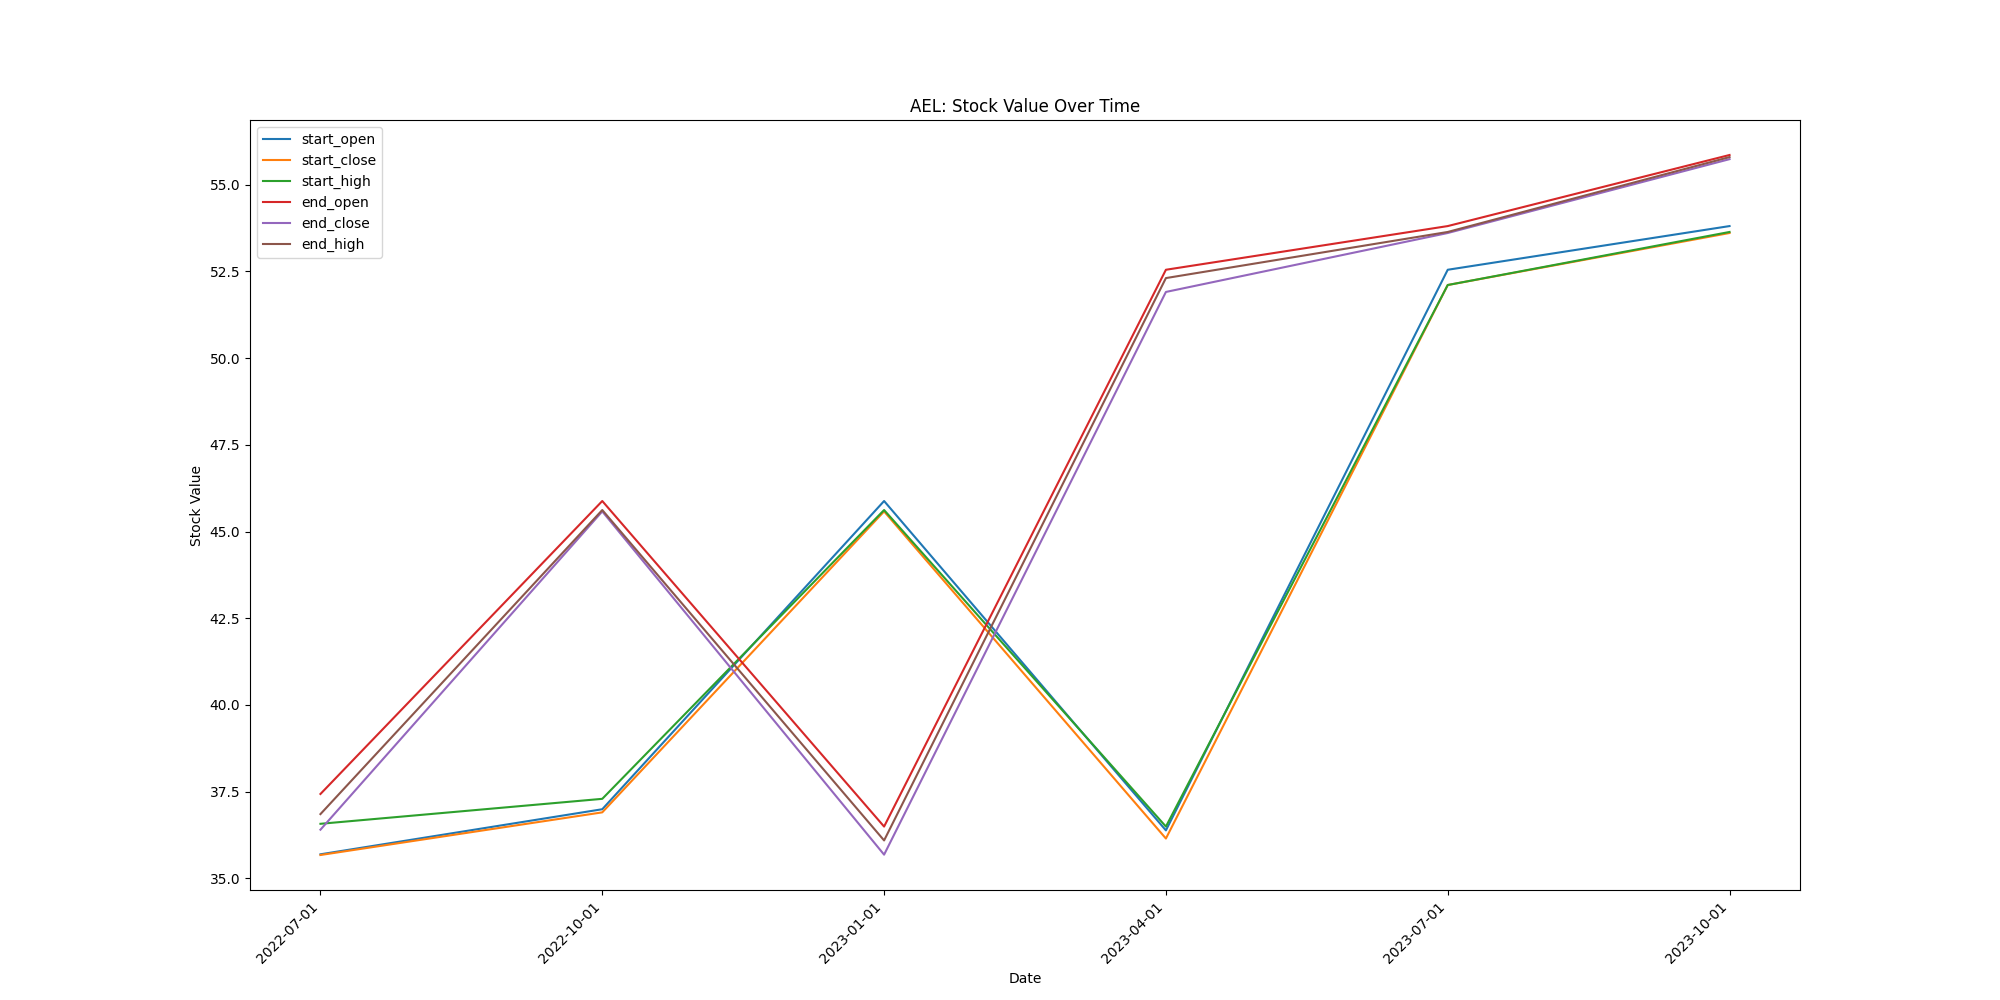 AEL: Stock Value Over Time
start_open
start_close
start_high
end_open
end_close
end_high
Stock Value
55.0
52.5
50.0
47.5
45.0
42.5
40.0
37.5
35.0
2022-07-01
2022-10-01
2023-01-01
2023-04-01
2023-07-01
2023-10-01
Date